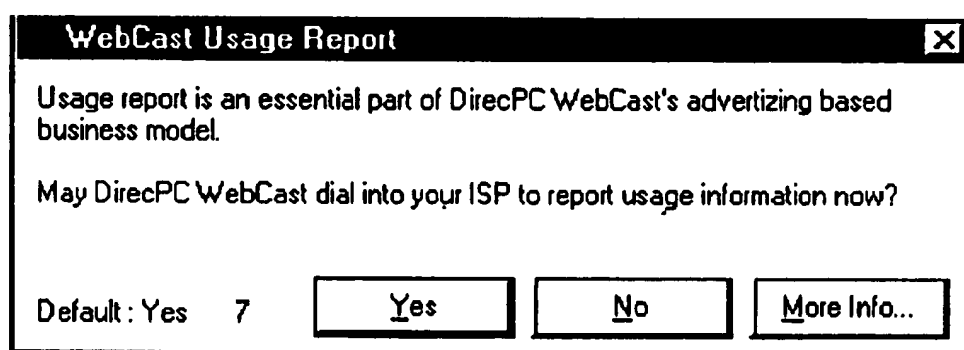 WebCast Usage Report
Usage report is an essential part of DirecPC WebCast's advertizing based
business model.
May DirecPC WebCast dial into your ISP to report usage information now?
Default : Yes 7 Yes No More Info...